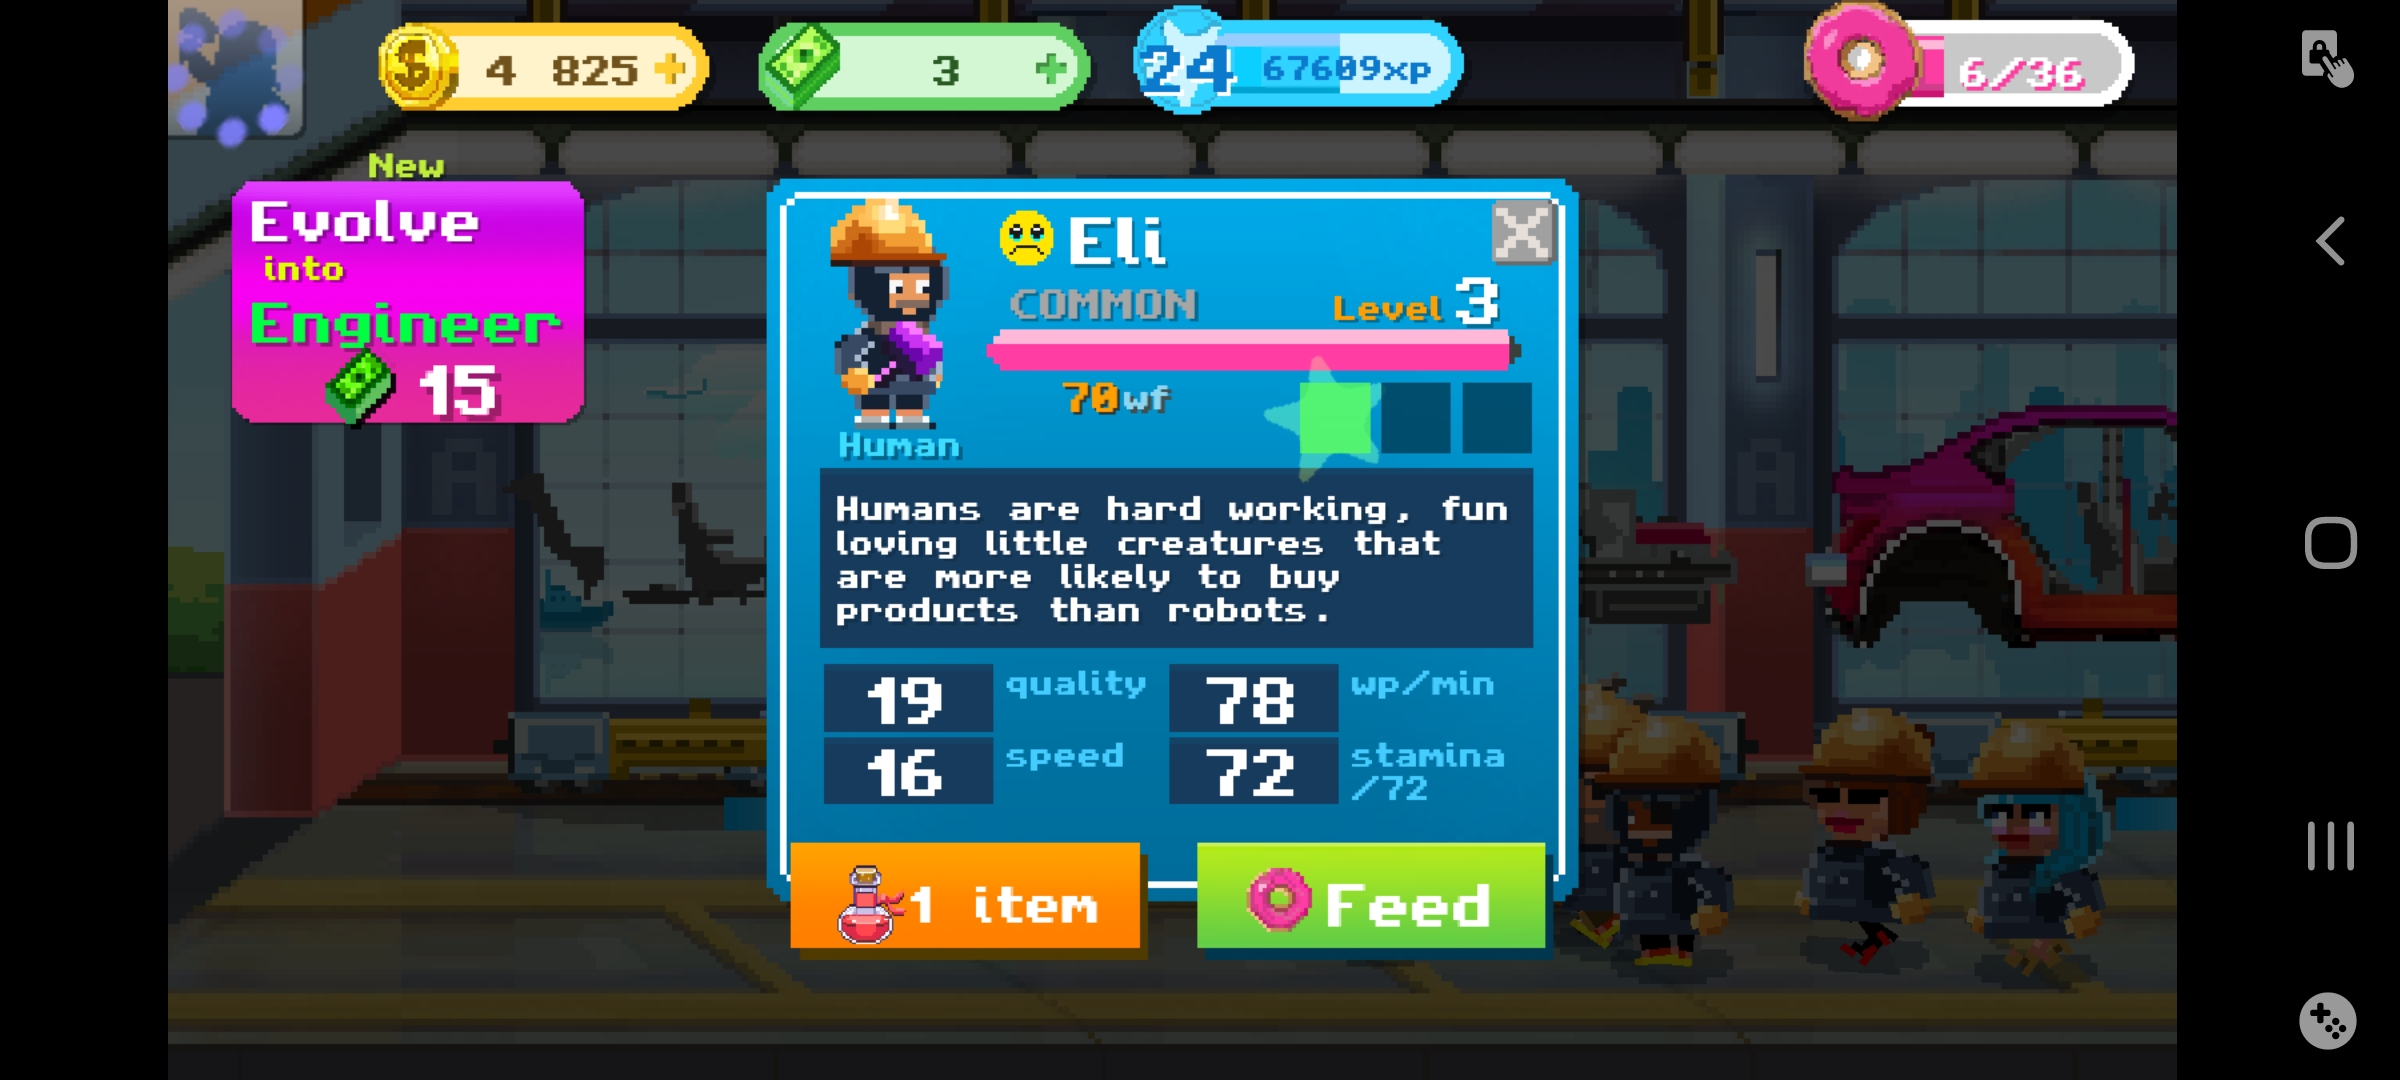 4 825 +
3 +
24 67609xp
6/36
New
Evolve
into
Engineer
15
Eli
COMMON
Level 3
70wf
Human
Humans are hard working, fun
loving little creatures that
are more likely to buy
products than robots.
19 quality
78 wp/min
16 speed
72 stamina
/72
1 item
Feed